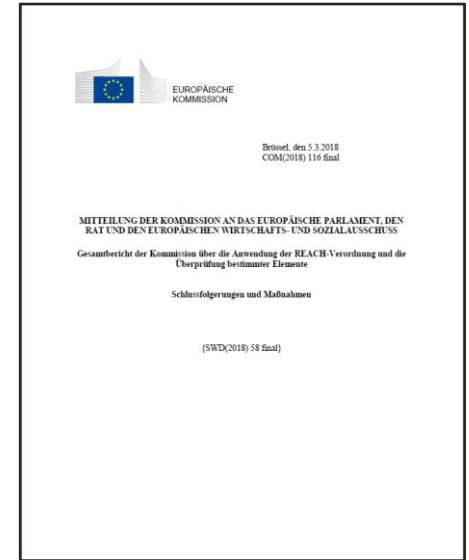 EUROPÄISCHE
KOMMISSION
Brüssel, den 5.3.2018
COM(2018) 116 final
MITTEILUNG DER KOMMISSION AN DAS EUROPÄISCHE PARLAMENT, DEN
RAT UND DEN EUROPÄISCHEN WIRTSCHAFTS- UND SOZIALAUSSCHUSS
Gesamtbericht der Kommission über die Anwendung der REACH-Verordnung und die
Überprüfung bestimmter Elemente
Schlussfolgerungen und Maßnahmen
{SWD(2018) 58 final}